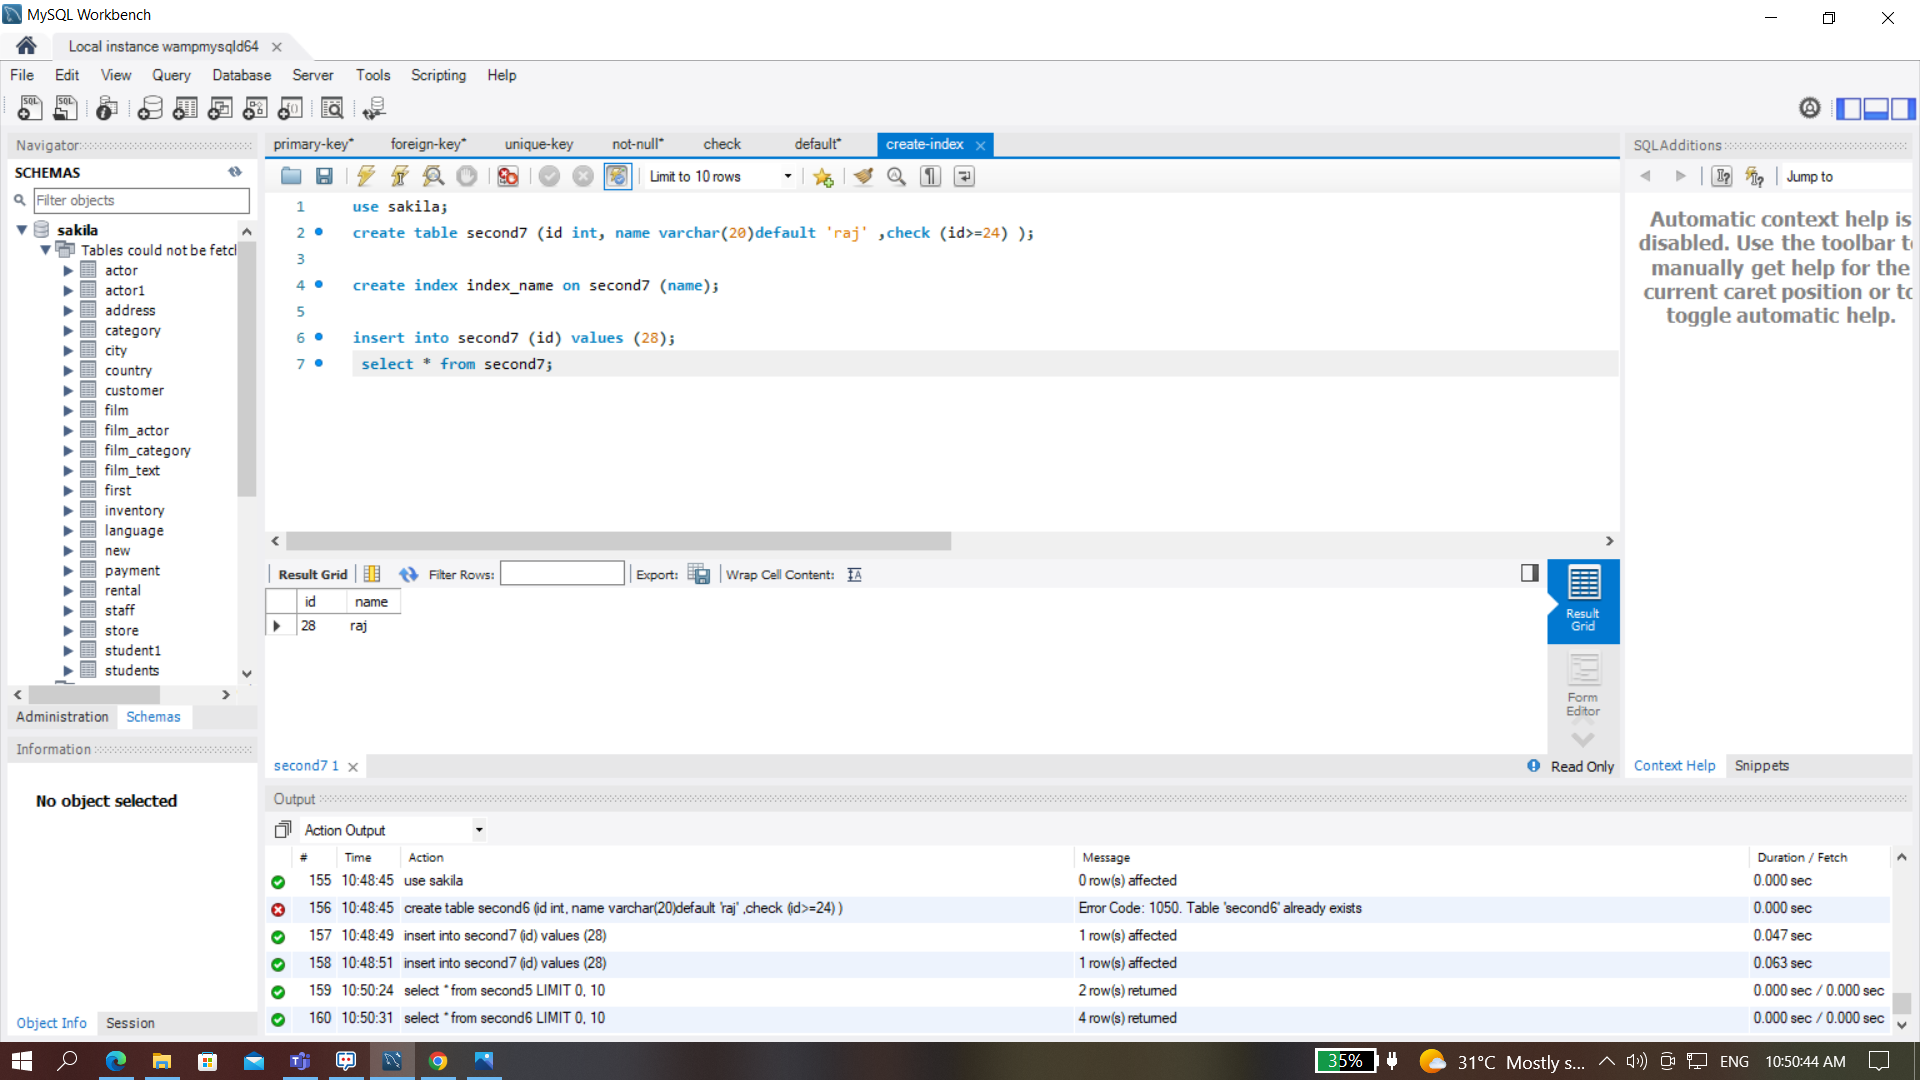 MySQL Workbench
Local instance wampmysqld64
File Edit View Query Database Server Tools Scripting Help
Navigator
SCHEMAS
Filter objects
sakila
Tables could not be fetcl
actor
actor1
address
category
city
country
customer
film
film_actor
film_category
film_text
first
inventory
language
new
payment
rental
staff
store
student1
students
Administration Schemas
Information
No object selected
Object Info Session
primary-key* foreign-key* unique-key not-null* check default* create-index
Limit to 10 rows
1 use sakila;
2 create table second7 (id int, name varchar(20)default 'raj' ,check (id>=24) );
3
4 create index index_name on second7 (name);
5
6 insert into second7 (id) values (28);
7 select * from second7;
Result Grid Filter Rows: Export: Wrap Cell Content:
id name
28 raj
Result Grid
Form Editor
second7 1
Read Only
SQLAdditions
Jump to
Automatic context help is
disabled. Use the toolbar to
manually get help for the
current caret position or to
toggle automatic help.
Context Help Snippets
Output
Action Output
# Time Action Message Duration / Fetch
155 10:48:45 use sakila 0 row(s) affected 0.000 sec
156 10:48:45 create table second6 (id int, name varchar(20)default 'raj' ,check (id>=24) ) Error Code: 1050. Table 'second6' already exists 0.000 sec
157 10:48:49 insert into second7 (id) values (28) 1 row(s) affected 0.047 sec
158 10:48:51 insert into second7 (id) values (28) 1 row(s) affected 0.063 sec
159 10:50:24 select * from second5 LIMIT 0, 10 2 row(s) returned 0.000 sec / 0.000 sec
160 10:50:31 select * from second6 LIMIT 0, 10 4 row(s) returned 0.000 sec / 0.000 sec
35% 31°C Mostly s... ENG 10:50:44 AM